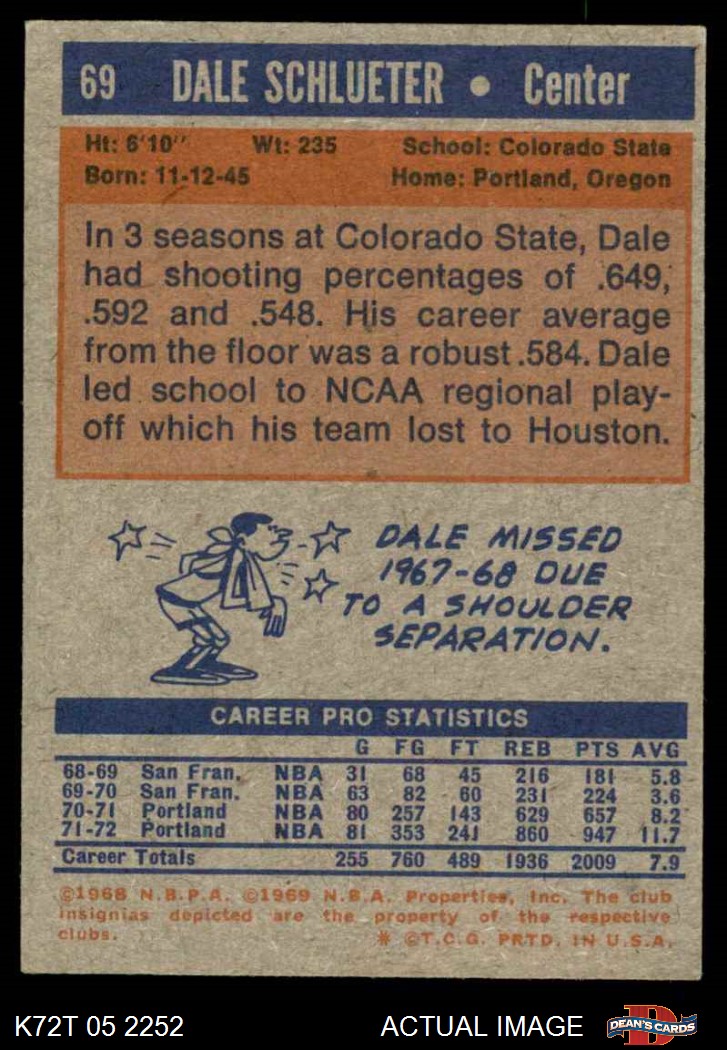 69 DALE SCHLUETER • Center
Ht: 6'10" Wt: 235 School: Colorado State
Born: 11-12-45 Home: Portland, Oregon
In 3 seasons at Colorado State, Dale
had shooting percentages of .649,
.592 and .548. His career average
from the floor was a robust .584. Dale
led school to NCAA regional play-
off which his team lost to Houston.
DALE MISSED
1967-68 DUE
TO A SHOULDER
SEPARATION.
CAREER PRO STATISTICS
G FG FT REB PTS AVG
68-69 San Fran. NBA 31 68 45 216 181 5.8
69-70 San Fran. NBA 63 82 60 231 224 3.6
70-71 Portland NBA 80 257 143 629 657 8.2
71-72 Portland NBA 81 353 241 860 947 11.7
Career Totals 255 760 489 1936 2009 7.9
©1968 N.B.P.A. ©1969 N.B.A. Properties, Inc. The club
insignias depicted are the property of the respective
clubs. * ©T.C.G. PRTD. IN U.S.A.
K72T 05 2252 ACTUAL IMAGE D DEAN'S CARDS